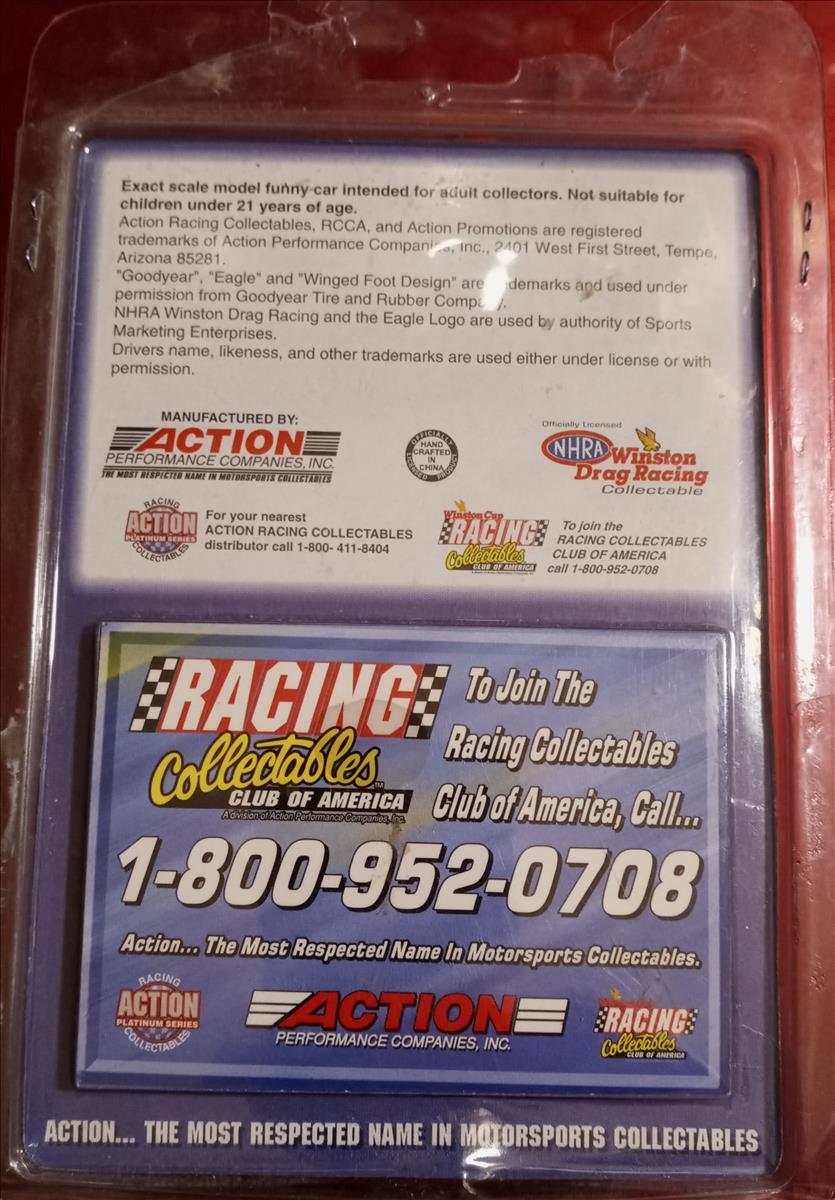 Exact scale model funny car intended for adult collectors. Not suitable for
children under 21 years of age.
Action Racing Collectables, RCCA, and Action Promotions are registered
trademarks of Action Performance Companies, Inc., 2401 West First Street, Tempe,
Arizona 85281.
"Goodyear", "Eagle" and "Winged Foot Design" are trademarks and used under
permission from Goodyear Tire and Rubber Company.
NHRA Winston Drag Racing and the Eagle Logo are used by authority of Sports
Marketing Enterprises.
Drivers name, likeness, and other trademarks are used either under license or with
permission.
MANUFACTURED BY:
ACTION
PERFORMANCE COMPANIES, INC.
THE MOST RESPECTED NAME IN MOTORSPORTS COLLECTABLES
OFFICIALLY
HAND
CRAFTED
IN
CHINA
LICENSED PRODUCT
Officially Licensed
NHRA Winston
Drag Racing
Collectable
RACING
ACTION
PLATINUM SERIES
COLLECTABLES
For your nearest
ACTION RACING COLLECTABLES
distributor call 1-800- 411-8404
Winston Cup
RACING
Collectables
CLUB OF AMERICA
To join the
RACING COLLECTABLES
CLUB OF AMERICA
call 1-800-952-0708
RACING
Collectables™
CLUB OF AMERICA
A division of Action Performance Companies, Inc.
To Join The
Racing Collectables
Club of America, Call...
1-800-952-0708
Action... The Most Respected Name In Motorsports Collectables.
RACING
ACTION
PLATINUM SERIES
COLLECTABLES
ACTION
PERFORMANCE COMPANIES, INC.
RACING
Collectables
CLUB OF AMERICA
ACTION... THE MOST RESPECTED NAME IN MOTORSPORTS COLLECTABLES